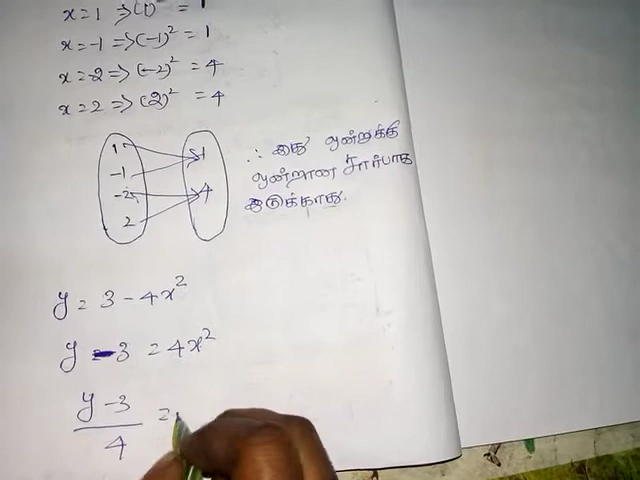 x = 1 ⇒ (1)² = 1
x = -1 ⇒ (-1)² = 1
x = -2 ⇒ (-2)² = 4
x = 2 ⇒ (2)² = 4
1
-1
-2
2
1
4
∴ இது ஒன்றுக்கு
ஒன்றான சார்பாக
இருக்காது.
y = 3 - 4x²
y - 3 = 4x²
y - 3
4
=